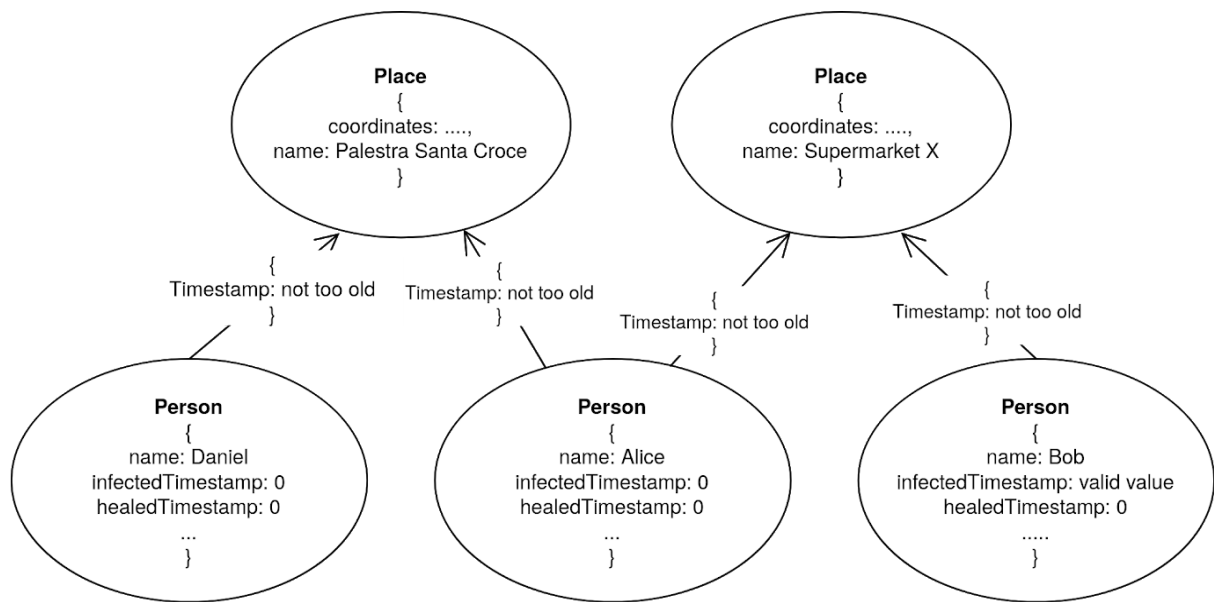 Place
{
coordinates: ....,
name: Palestra Santa Croce
}
Place
{
coordinates: ....,
name: Supermarket X
}
{
Timestamp: not too old
}
{
Timestamp: not too old
}
{
Timestamp: not too old
}
{
Timestamp: not too old
}
Person
{
name: Daniel
infectedTimestamp: 0
healedTimestamp: 0
...
}
Person
{
name: Alice
infectedTimestamp: 0
healedTimestamp: 0
...
}
Person
{
name: Bob
infectedTimestamp: valid value
healedTimestamp: 0
.....
}